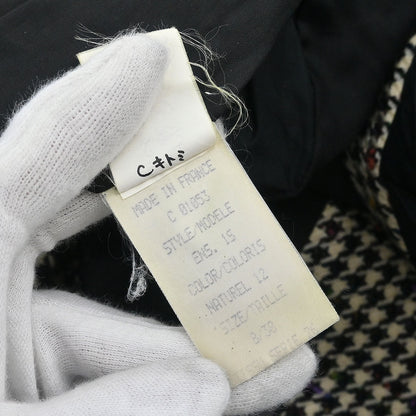 Cキトミ
MADE IN FRANCE
C 01053
STYLE/MODELE
ENS. 15
COLOR/COLORIS
NATUREL 12
SIZE/TAILLE
8/38